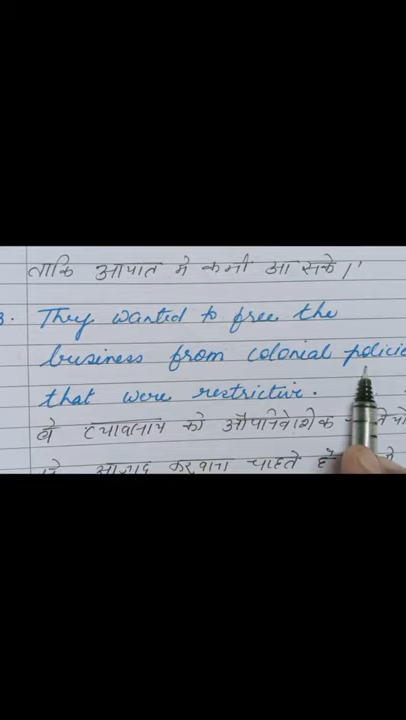 ताकि आयात मे कमी आ सके।'
3. They wanted to free the
business from colonial policie
that were restrictive.
वे व्यावसाय को औपनिवेशिक
आजाद करवाना चाहते